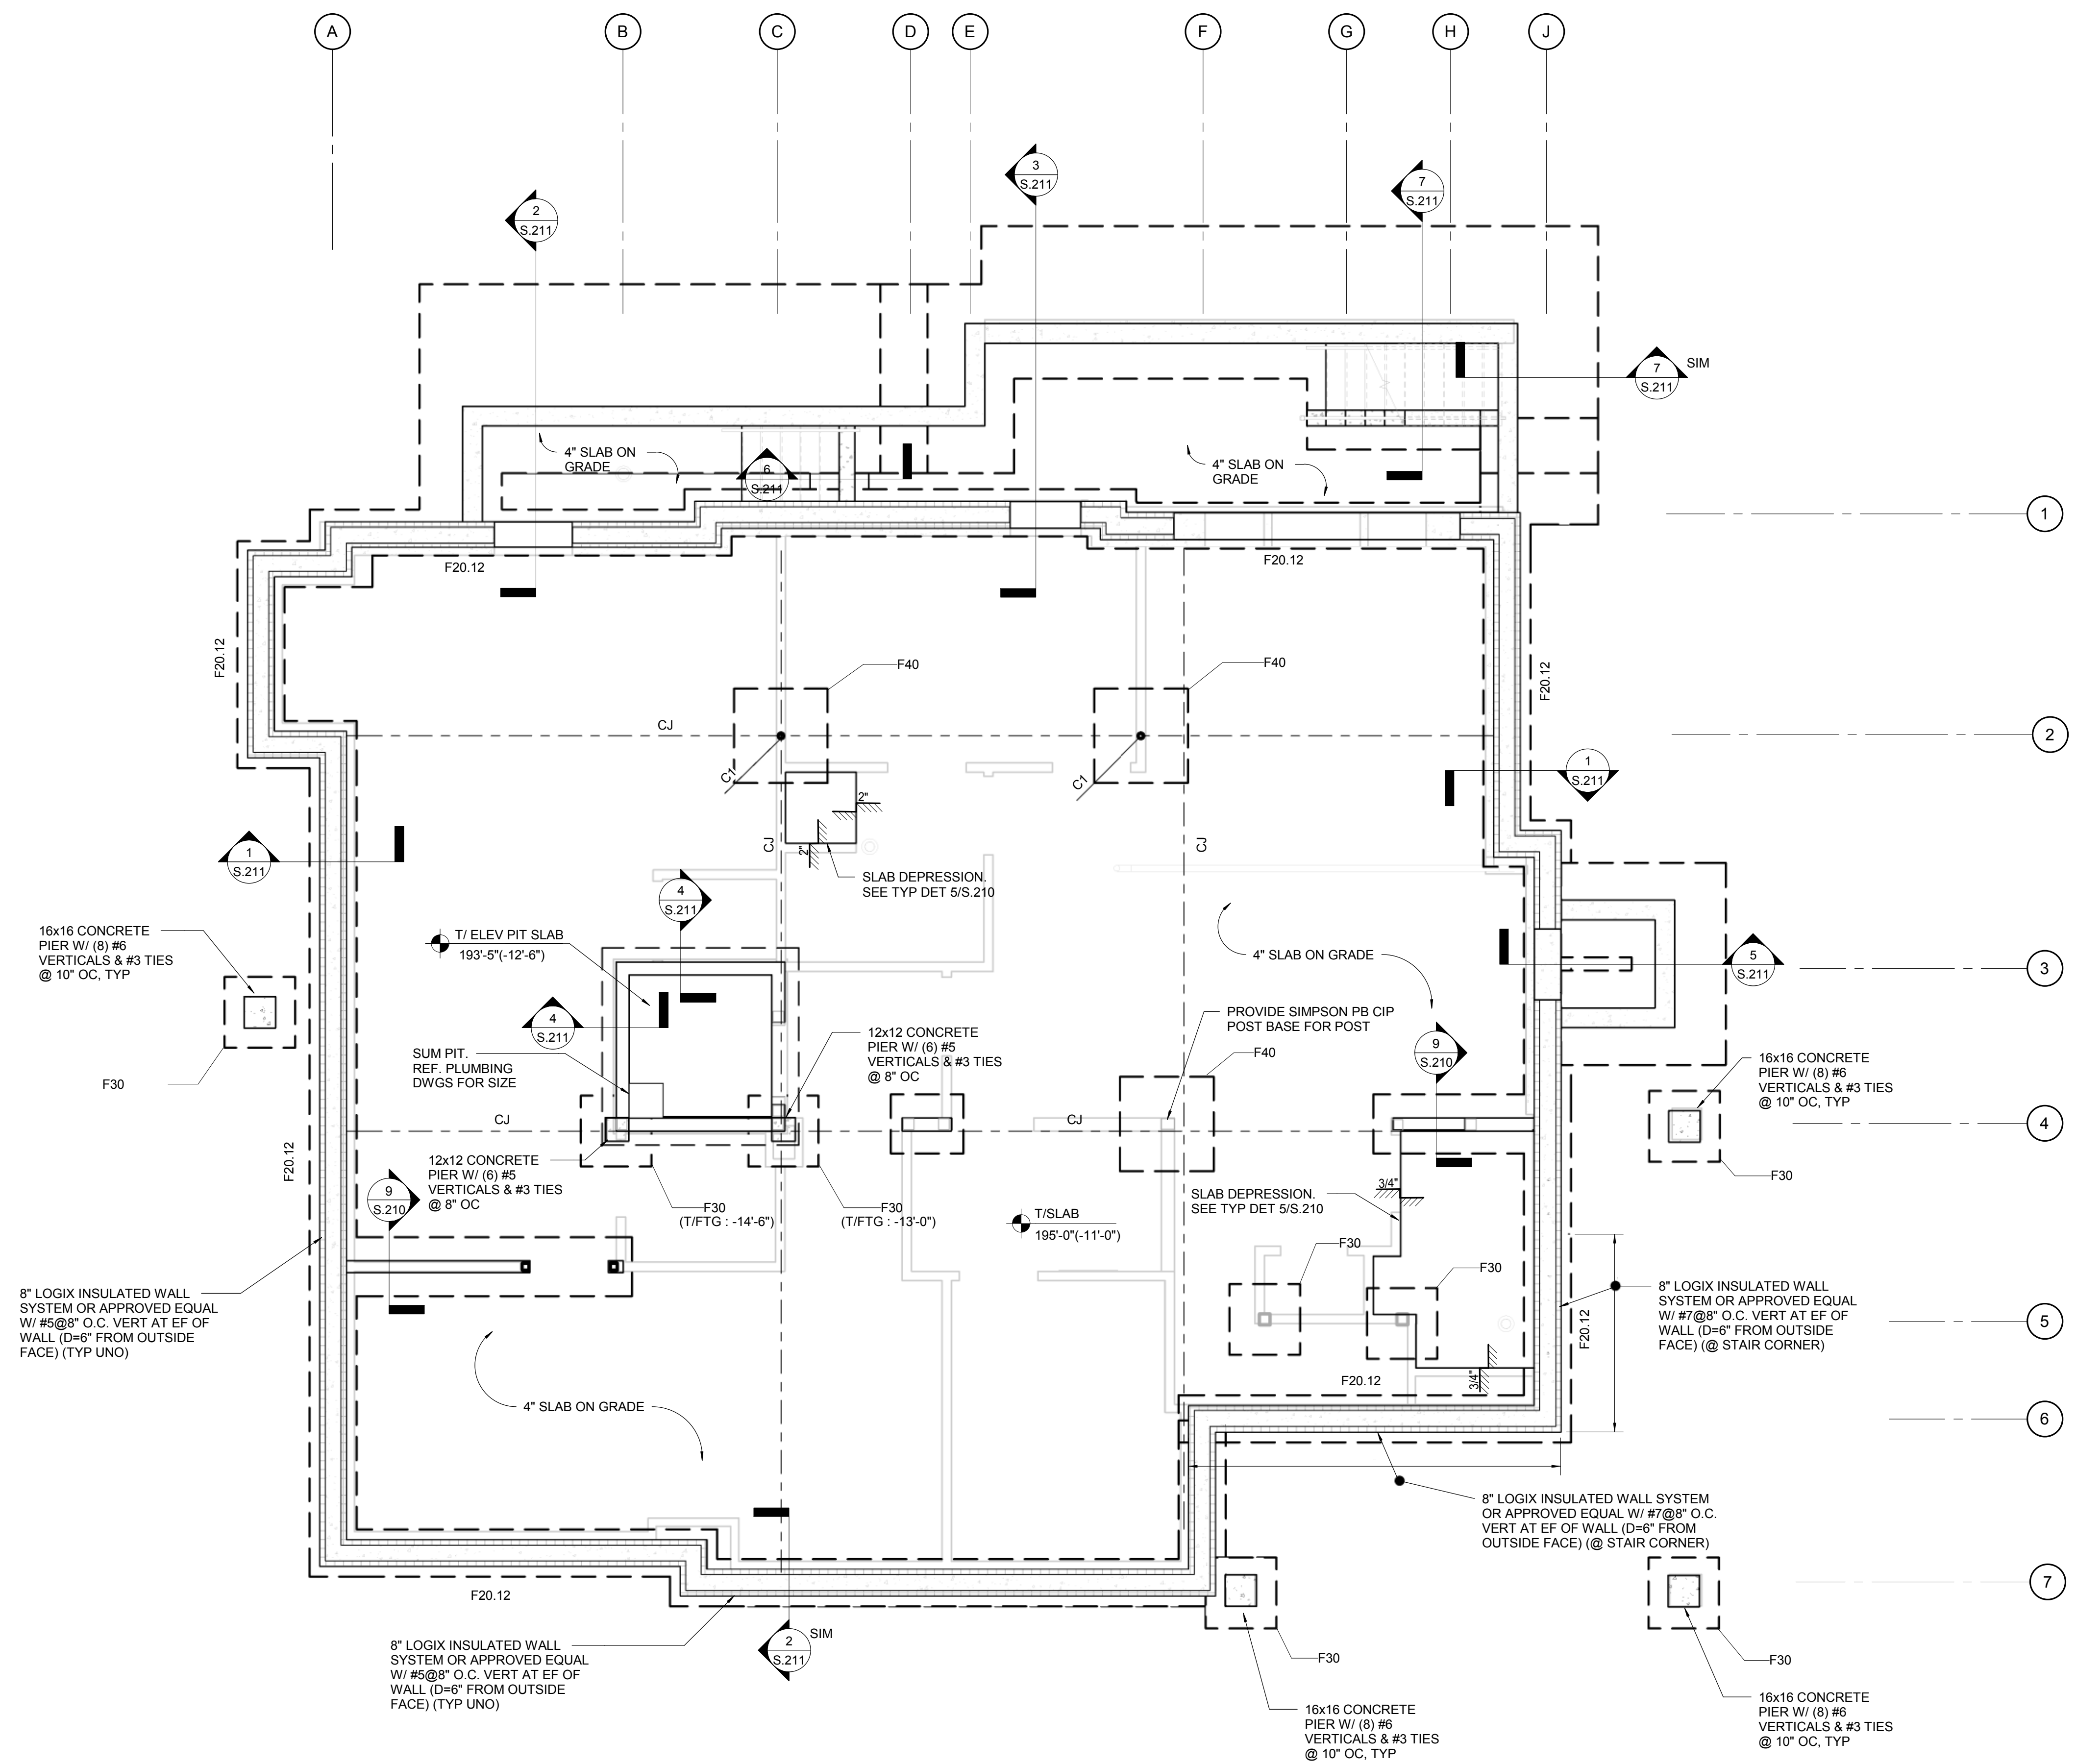 A
B
C
D
E
F
G
H
J
3
S.211
7
S.211
2
S.211
7
S.211
SIM
4" SLAB ON
GRADE
6
S.211
4" SLAB ON
GRADE
1
F20.12
F20.12
F20.12
F20.12
F40
F40
CJ
2
C1
C1
1
S.211
2"
2"
CJ
CJ
1
S.211
SLAB DEPRESSION.
SEE TYP DET 5/S.210
4
S.211
16x16 CONCRETE
PIER W/ (8) #6
VERTICALS & #3 TIES
@ 10" OC, TYP
T/ ELEV PIT SLAB
193'-5"(-12'-6")
4" SLAB ON GRADE
5
S.211
3
4
S.211
PROVIDE SIMPSON PB CIP
POST BASE FOR POST
12x12 CONCRETE
PIER W/ (6) #5
VERTICALS & #3 TIES
@ 8" OC
SUM PIT.
REF. PLUMBING
DWGS FOR SIZE
F40
9
S.210
F30
16x16 CONCRETE
PIER W/ (8) #6
VERTICALS & #3 TIES
@ 10" OC, TYP
CJ
CJ
4
F20.12
12x12 CONCRETE
PIER W/ (6) #5
VERTICALS & #3 TIES
@ 8" OC
9
S.210
F30
F30
(T/FTG : -14'-6")
F30
(T/FTG : -13'-0")
T/SLAB
195'-0"(-11'-0")
SLAB DEPRESSION.
SEE TYP DET 5/S.210
3/4"
F30
F30
8" LOGIX INSULATED WALL
SYSTEM OR APPROVED EQUAL
W/ #5@8" O.C. VERT AT EF OF
WALL (D=6" FROM OUTSIDE
FACE) (TYP UNO)
8" LOGIX INSULATED WALL
SYSTEM OR APPROVED EQUAL
W/ #7@8" O.C. VERT AT EF OF
WALL (D=6" FROM OUTSIDE
FACE) (@ STAIR CORNER)
F20.12
5
F20.12
3/4"
4" SLAB ON GRADE
6
8" LOGIX INSULATED WALL SYSTEM
OR APPROVED EQUAL W/ #7@8" O.C.
VERT AT EF OF WALL (D=6" FROM
OUTSIDE FACE) (@ STAIR CORNER)
7
F20.12
2
S.211
SIM
8" LOGIX INSULATED WALL
SYSTEM OR APPROVED EQUAL
W/ #5@8" O.C. VERT AT EF OF
WALL (D=6" FROM OUTSIDE
FACE) (TYP UNO)
F30
F30
16x16 CONCRETE
PIER W/ (8) #6
VERTICALS & #3 TIES
@ 10" OC, TYP
16x16 CONCRETE
PIER W/ (8) #6
VERTICALS & #3 TIES
@ 10" OC, TYP